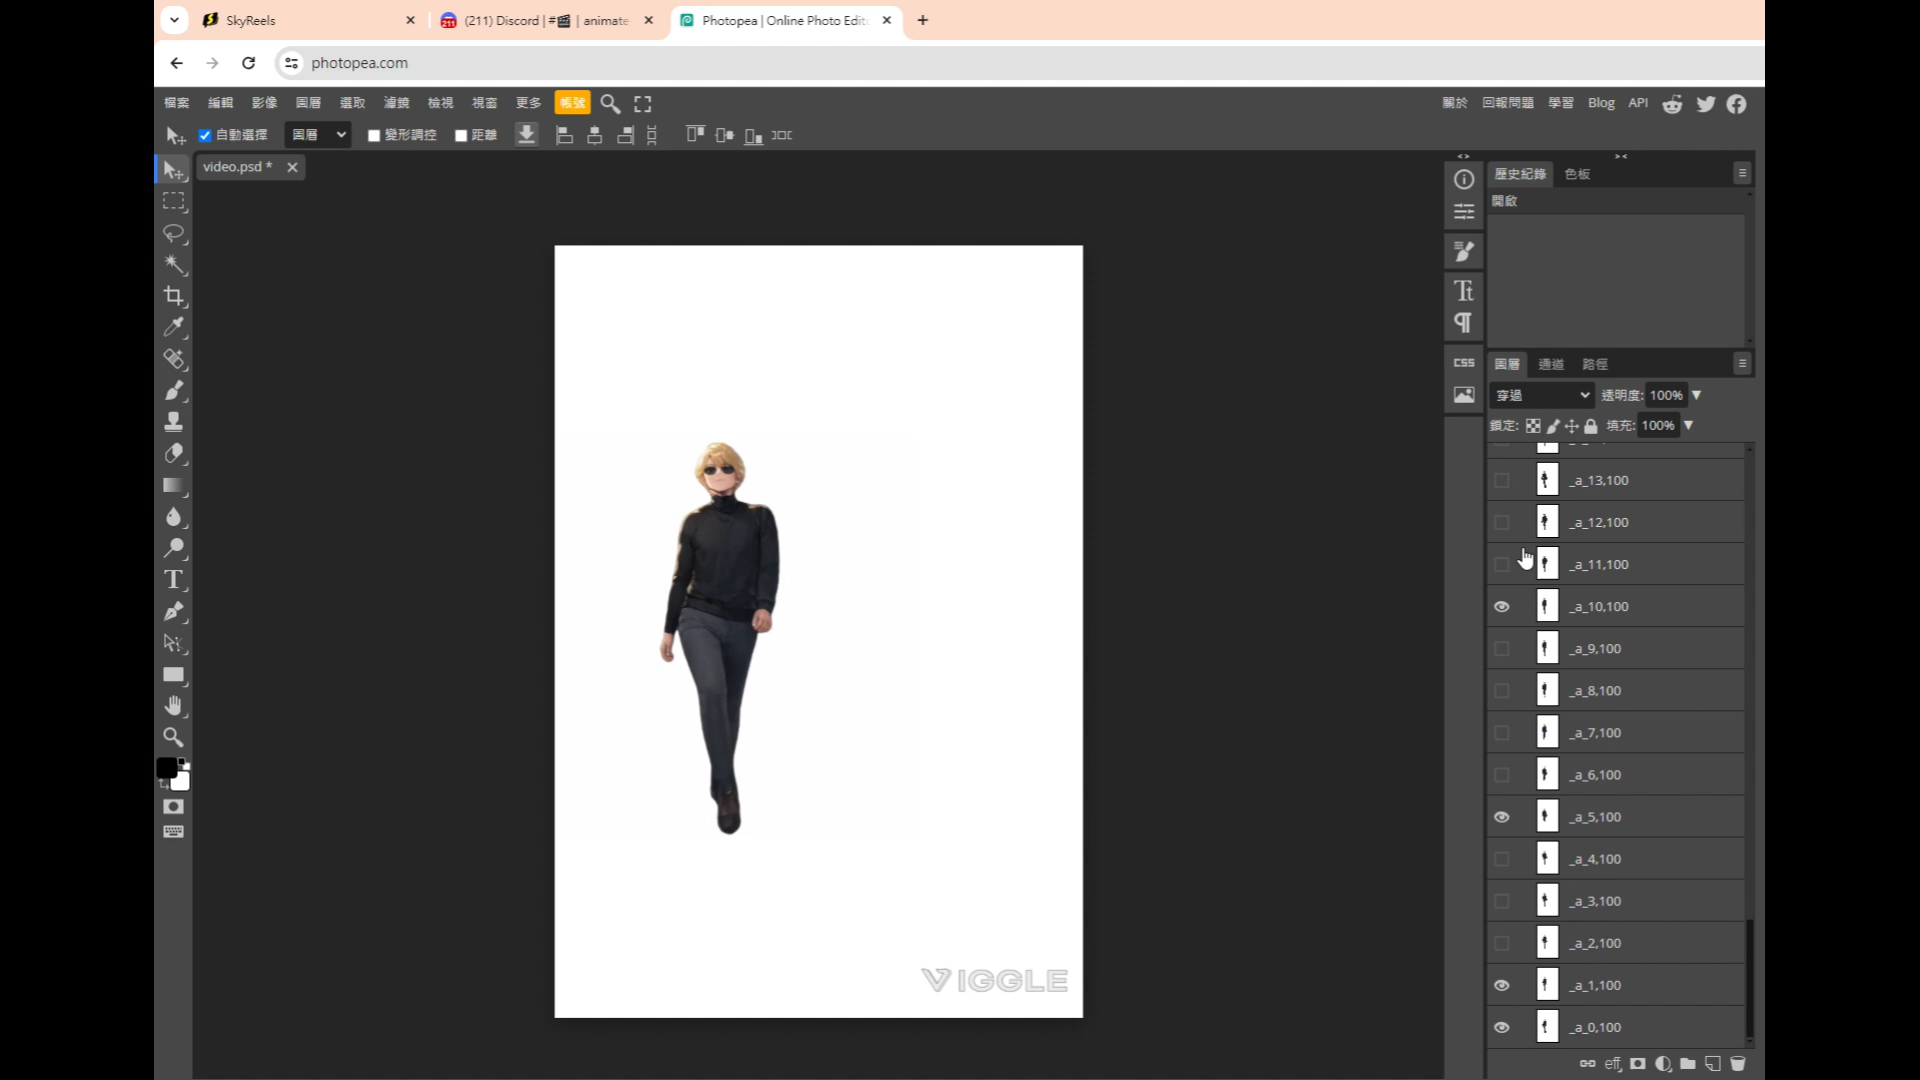 SkyReels
(211) Discord | #🎬 | animate
Photopea | Online Photo Edit
photopea.com
檔案 編輯 影像 圖層 選取 濾鏡 檢視 視窗 更多 帳號
關於 回報問題 學習 Blog API
自動選擇 圖層 變形調控 距離
video.psd *
歷史紀錄 色板
開啟
Tt
CSS
圖層 通道 路徑
穿過 透明度: 100%
鎖定: 填充: 100%
_a_13,100
_a_12,100
_a_11,100
_a_10,100
_a_9,100
_a_8,100
_a_7,100
_a_6,100
_a_5,100
_a_4,100
_a_3,100
_a_2,100
_a_1,100
_a_0,100
VIGGLE
eff